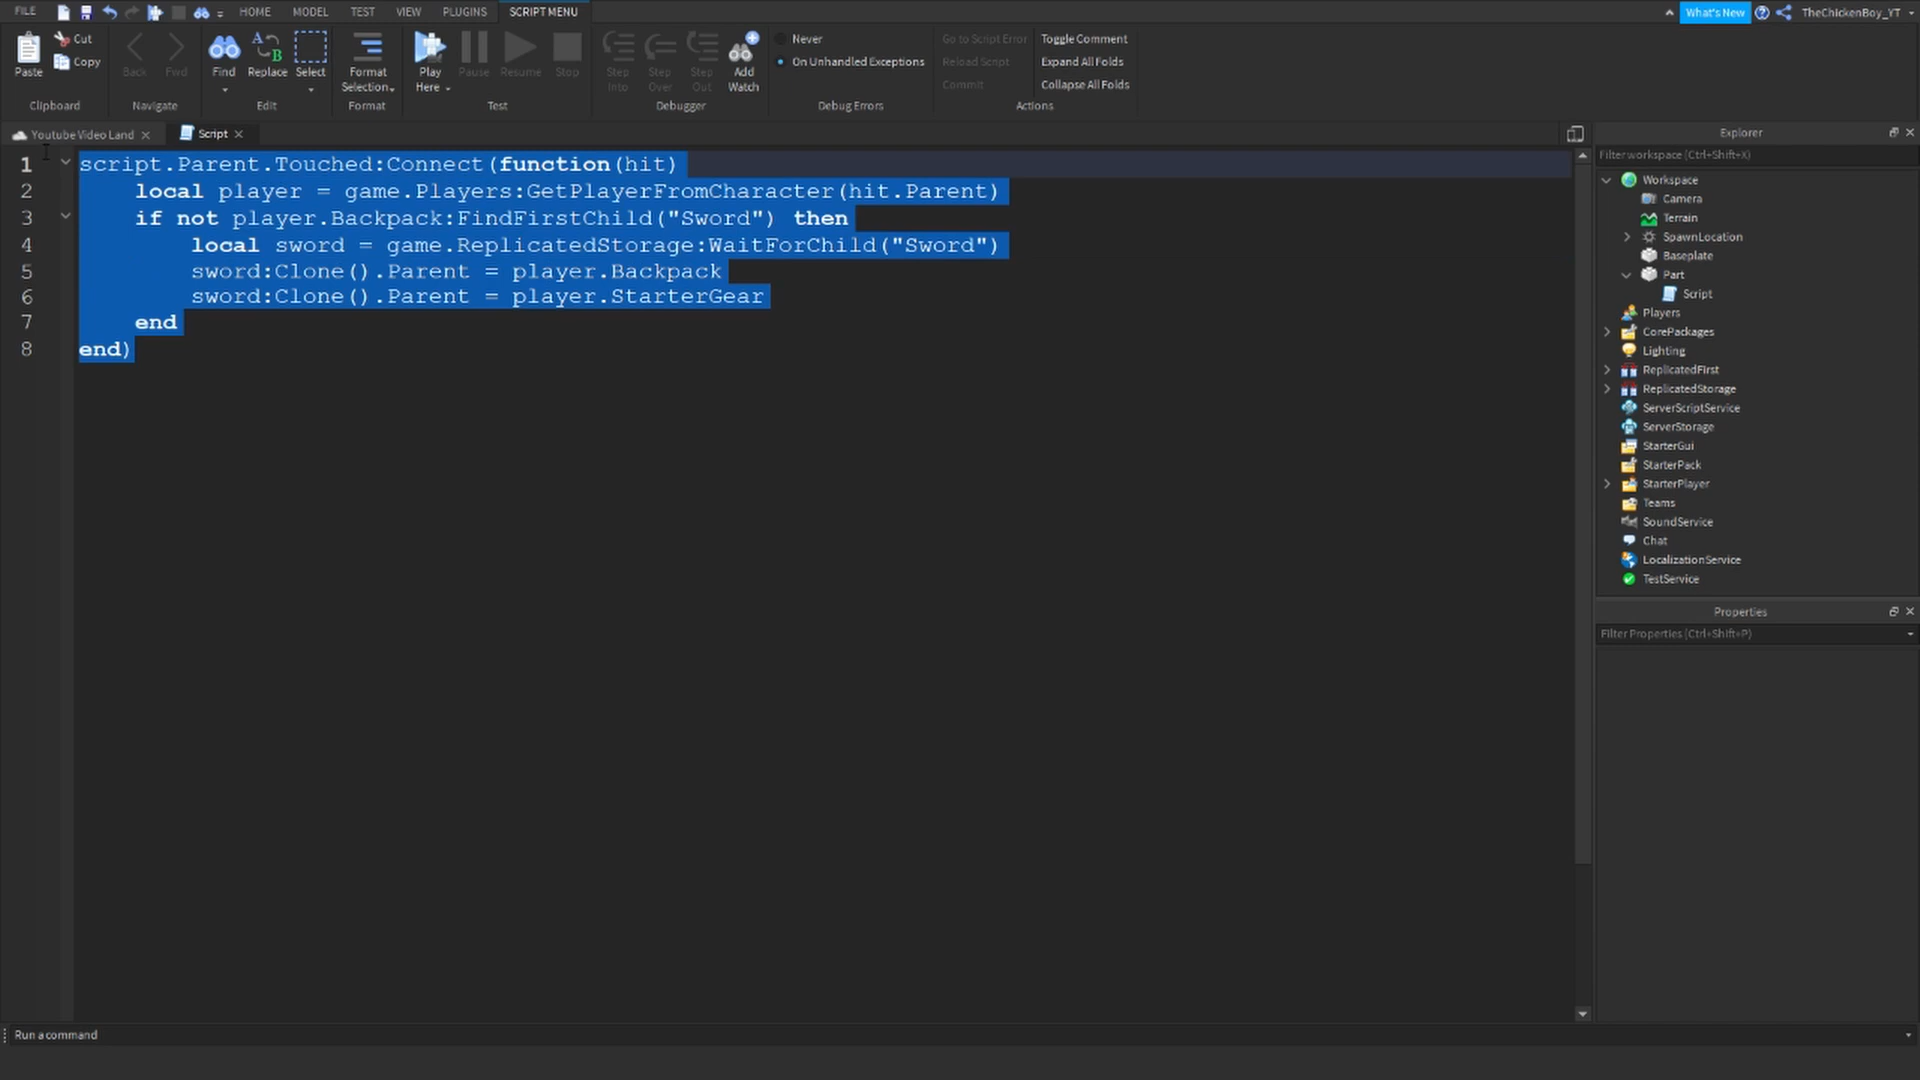 FILE HOME MODEL TEST VIEW PLUGINS SCRIPT MENU What's New TheChickenBoy_YT
Paste Cut Copy
Clipboard
Back Fwd
Navigate
Find Replace Select
Edit
Format Selection
Format
Play Here Pause Resume Stop
Test
Step Into Step Over Step Out Add Watch
Debugger
Never
On Unhandled Exceptions
Debug Errors
Go to Script Error Toggle Comment
Reload Script Expand All Folds
Commit Collapse All Folds
Actions
Youtube Video Land Script
1 script.Parent.Touched:Connect(function(hit)
2 local player = game.Players:GetPlayerFromCharacter(hit.Parent)
3 if not player.Backpack:FindFirstChild("Sword") then
4 local sword = game.ReplicatedStorage:WaitForChild("Sword")
5 sword:Clone().Parent = player.Backpack
6 sword:Clone().Parent = player.StarterGear
7 end
8 end)
Explorer
Filter workspace (Ctrl+Shift+X)
Workspace
Camera
Terrain
SpawnLocation
Baseplate
Part
Script
Players
CorePackages
Lighting
ReplicatedFirst
ReplicatedStorage
ServerScriptService
ServerStorage
StarterGui
StarterPack
StarterPlayer
Teams
SoundService
Chat
LocalizationService
TestService
Properties
Filter Properties (Ctrl+Shift+P)
Run a command